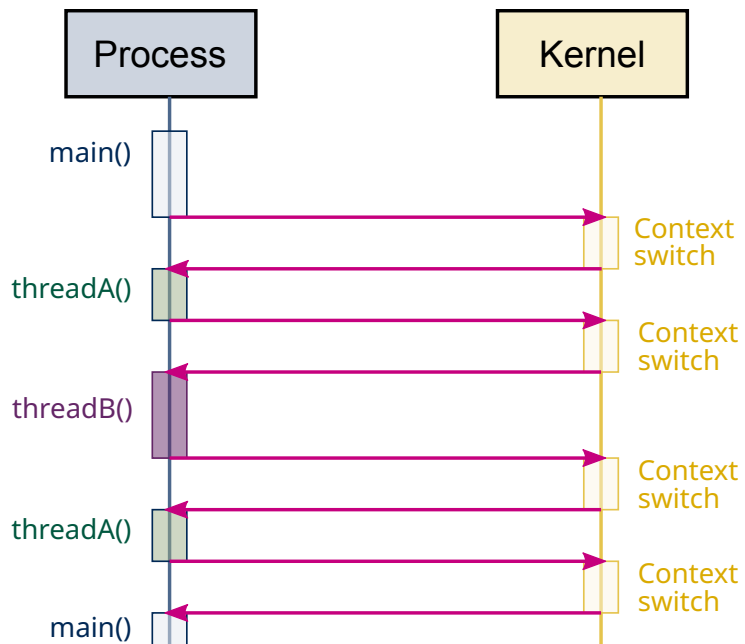 Process
Kernel
main()
Context
switch
threadA()
Context
switch
threadB()
Context
switch
threadA()
Context
switch
main()